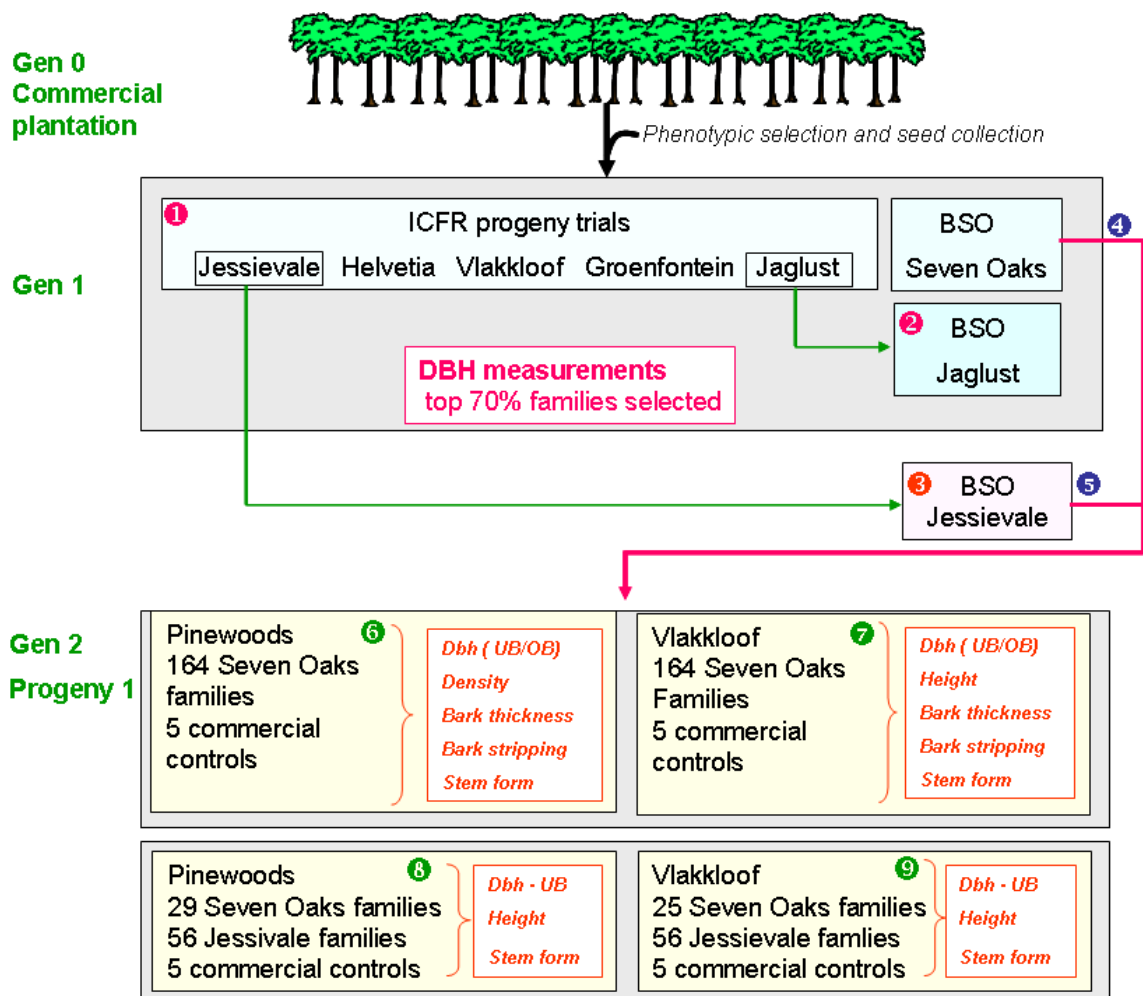 Gen 0
Commercial
plantation
Phenotypic selection and seed collection
Gen 1
1
ICFR progeny trials
Jessievale Helvetia Vlakkloof Groenfontein Jaglust
BSO
Seven Oaks
4
2
BSO
Jaglust
DBH measurements
top 70% families selected
3
BSO
Jessievale
5
Gen 2
Progeny 1
Pinewoods
164 Seven Oaks
families
5 commercial
controls
6
Dbh ( UB/OB)
Density
Bark thickness
Bark stripping
Stem form
Vlakkloof
164 Seven Oaks
Families
5 commercial
controls
7
Dbh ( UB/OB)
Height
Bark thickness
Bark stripping
Stem form
Pinewoods
29 Seven Oaks families
56 Jessivale families
5 commercial controls
8
Dbh - UB
Height
Stem form
Vlakkloof
25 Seven Oaks families
56 Jessievale famlies
5 commercial controls
9
Dbh - UB
Height
Stem form